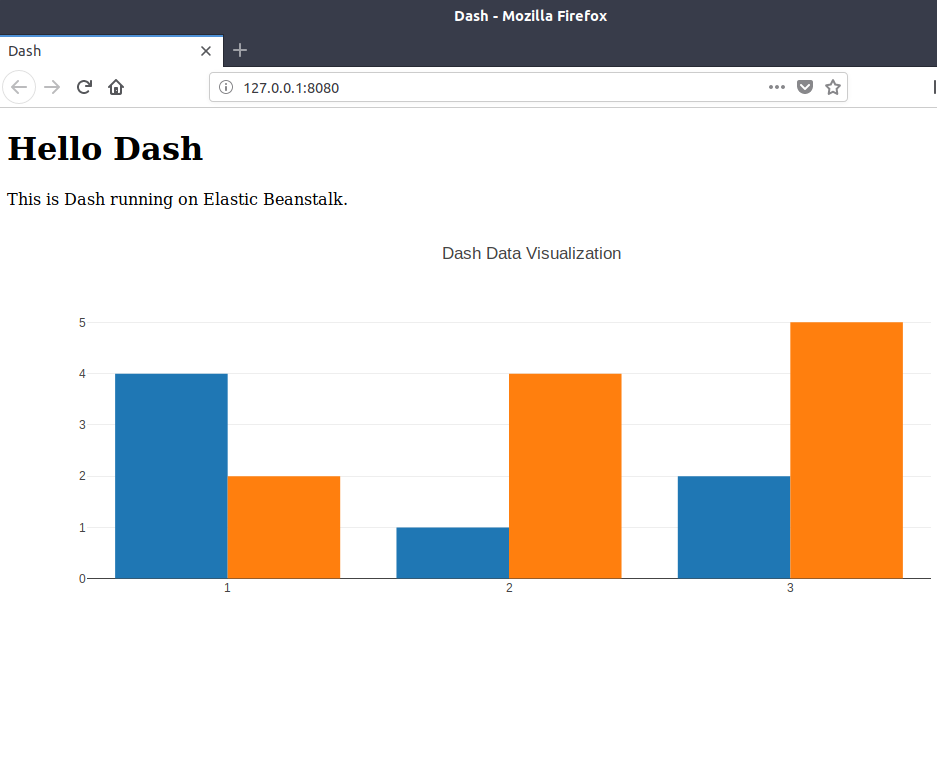 Dash - Mozilla Firefox
Dash
127.0.0.1:8080
Hello Dash
This is Dash running on Elastic Beanstalk.
Dash Data Visualization
5
4
3
2
1
0
1 2 3